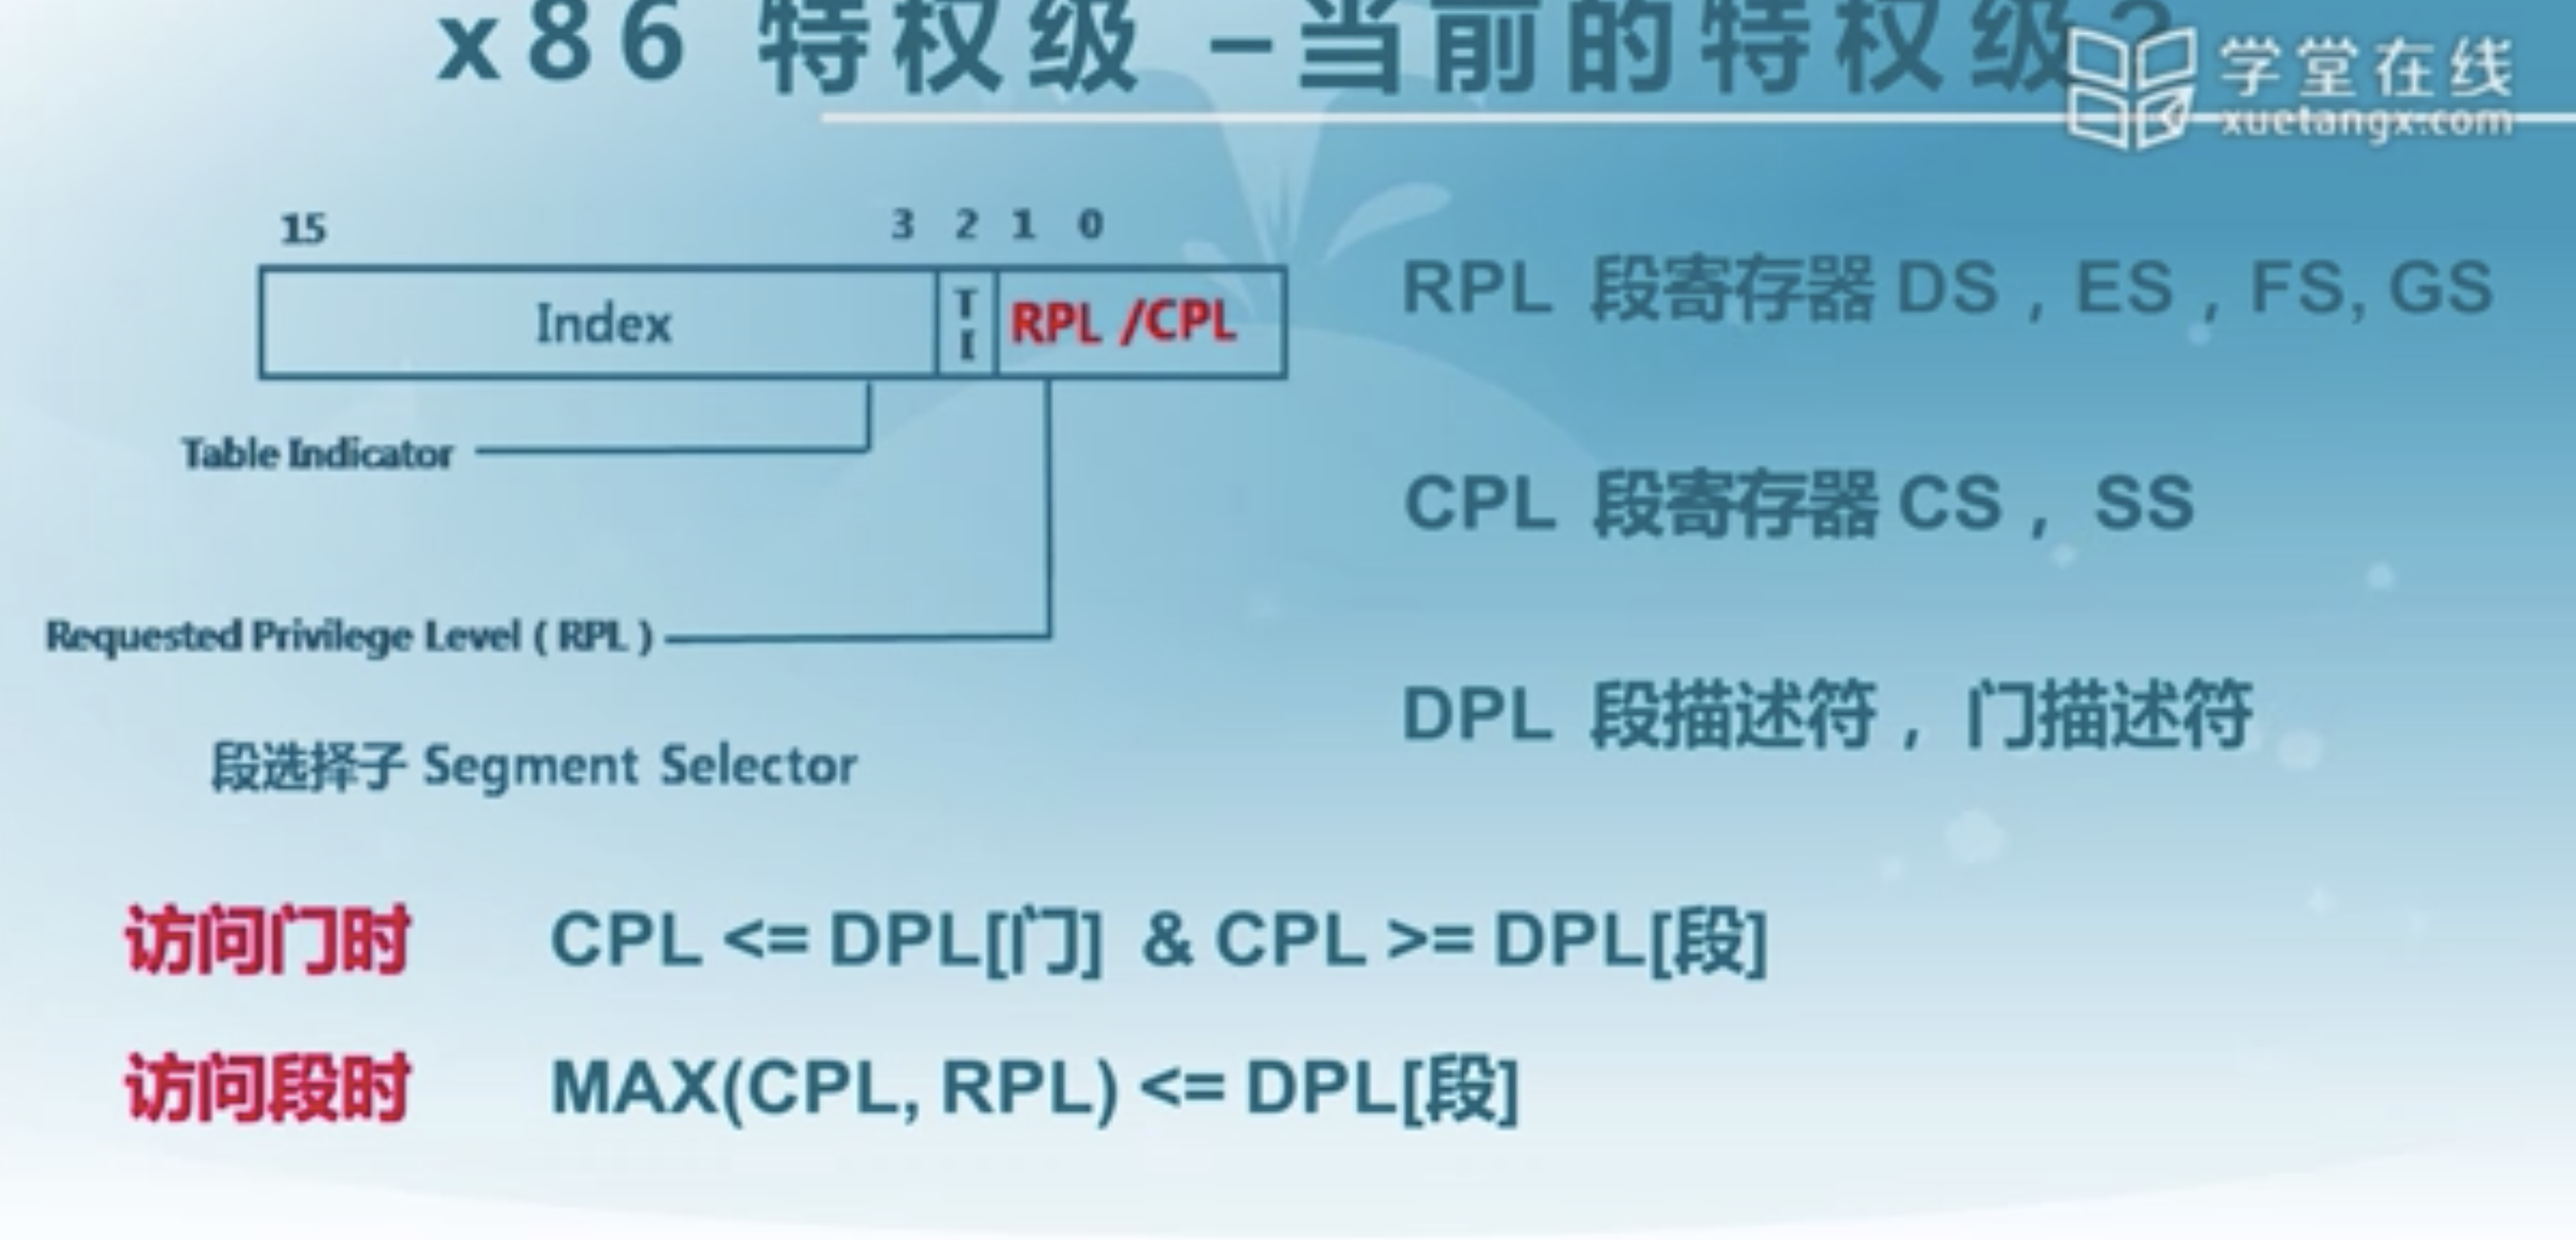 x86 特权级 –当前的特权级?
学堂在线
xuetangx.com
15 3 2 1 0
Index TI RPL /CPL
RPL 段寄存器 DS , ES , FS, GS
Table Indicator
CPL 段寄存器 CS , SS
Requested Privilege Level ( RPL )
DPL 段描述符 , 门描述符
段选择子 Segment Selector
访问门时 CPL <= DPL[门] & CPL >= DPL[段]
访问段时 MAX(CPL, RPL) <= DPL[段]